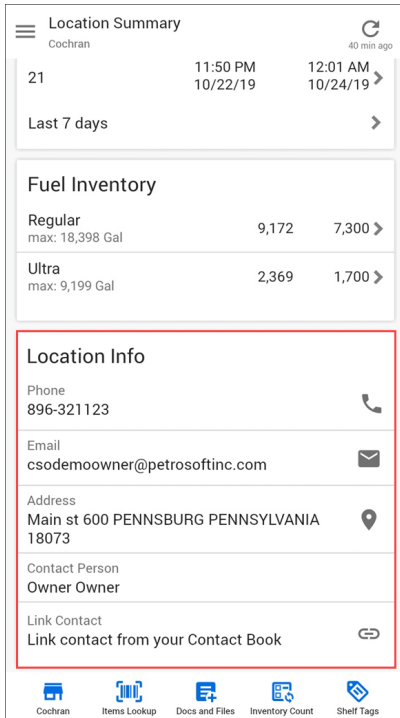 Location Summary
Cochran
40 min ago
21 11:50 PM 12:01 AM
10/22/19 10/24/19
Last 7 days
Fuel Inventory
Regular
max: 18,398 Gal 9,172 7,300
Ultra
max: 9,199 Gal 2,369 1,700
Location Info
Phone
896-321123
Email
csodemoowner@petrosoftinc.com
Address
Main st 600 PENNSBURG PENNSYLVANIA
18073
Contact Person
Owner Owner
Link Contact
Link contact from your Contact Book
Cochran Items Lookup Docs and Files Inventory Count Shelf Tags